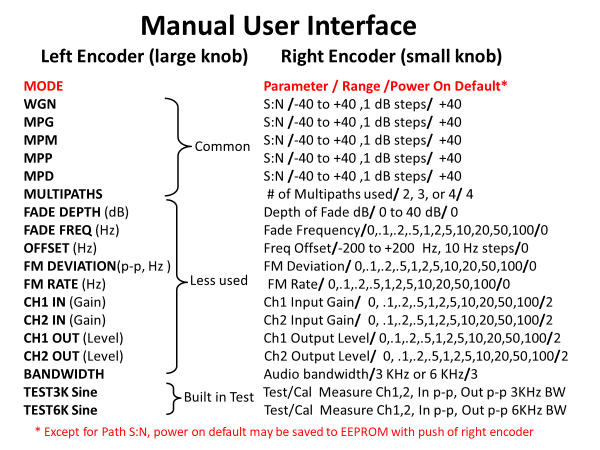 Manual User Interface
Left Encoder (large knob) Right Encoder (small knob)
MODE Parameter / Range /Power On Default*
WGN S:N /-40 to +40 ,1 dB steps/ +40
MPG S:N /-40 to +40 ,1 dB steps/ +40
MPM Common S:N /-40 to +40 ,1 dB steps/ +40
MPP S:N /-40 to +40 ,1 dB steps/ +40
MPD S:N /-40 to +40 ,1 dB steps/ +40
MULTIPATHS # of Multipaths used/ 2, 3, or 4/ 4
FADE DEPTH (dB) Depth of Fade dB/ 0 to 40 dB/ 0
FADE FREQ (Hz) Fade Frequency/0,.1,.2,.5,1,2,5,10,20,50,100/0
OFFSET (Hz) Freq Offset/-200 to +200 Hz, 10 Hz steps/0
FM DEVIATION(p-p, Hz ) FM Deviation/ 0,.1,.2,.5,1,2,5,10,20,50,100/0
FM RATE (Hz) Less used FM Rate/ 0,.1,.2,.5,1,2,5,10,20,50,100/0
CH1 IN (Gain) Ch1 Input Gain/ 0, .1,.2,.5,1,2,5,10,20,50,100/2
CH2 IN (Gain) Ch2 Input Gain/ 0, .1,.2,.5,1,2,5,10,20,50,100/2
CH1 OUT (Level) Ch1 Output Level/ 0,.1,.2,.5,1,2,5,10,20,50,100/2
CH2 OUT (Level) Ch2 Output Level/ 0, .1,.2,.5,1,2,5,10,20,50,100/2
BANDWIDTH Audio bandwidth/3 KHz or 6 KHz/3
TEST3K Sine Built in Test Test/Cal Measure Ch1,2, In p-p, Out p-p 3KHz BW
TEST6K Sine Test/Cal Measure Ch1,2, In p-p, Out p-p 6KHz BW
* Except for Path S:N, power on default may be saved to EEPROM with push of right encoder